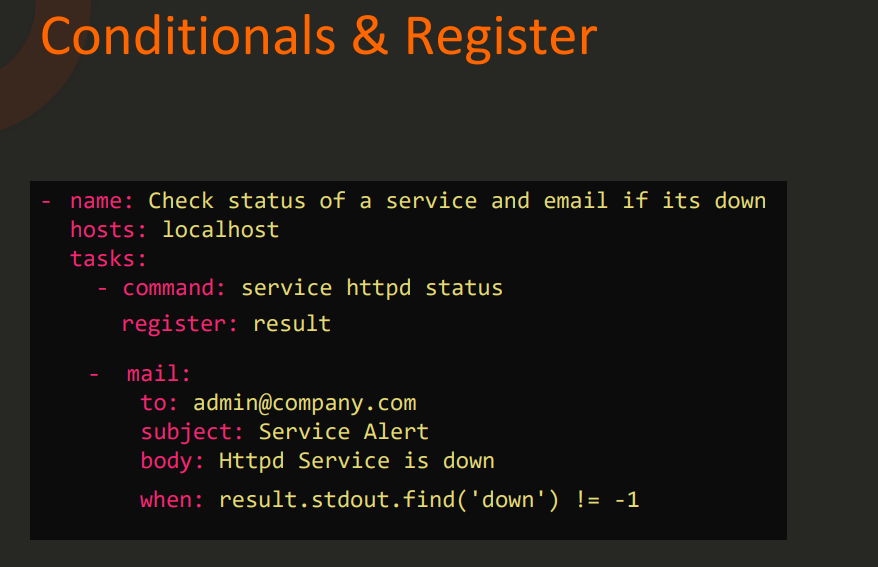 Conditionals & Register
- name: Check status of a service and email if its down
  hosts: localhost
  tasks:
    - command: service httpd status
      register: result
    - mail:
        to: admin@company.com
        subject: Service Alert
        body: Httpd Service is down
        when: result.stdout.find('down') != -1